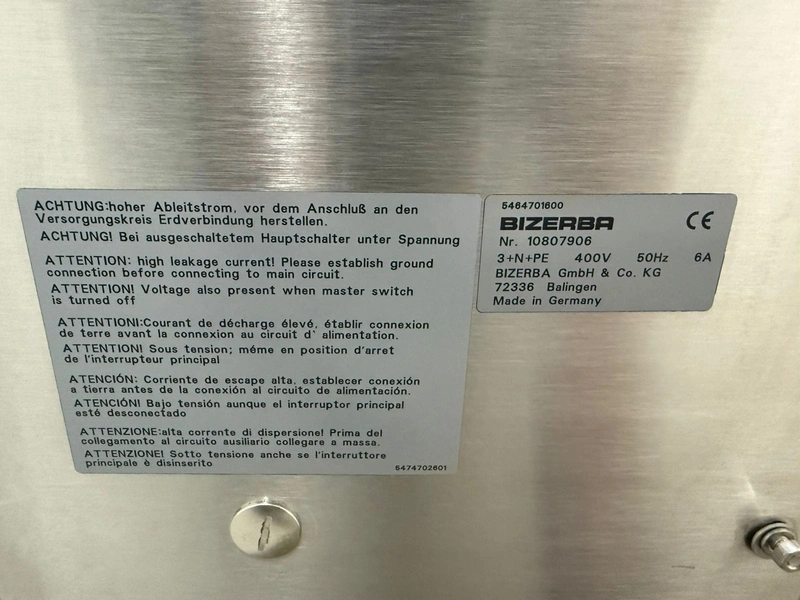 ACHTUNG:hoher Ableitstrom, vor dem Anschluß an den
Versorgungskreis Erdverbindung herstellen.
ACHTUNG! Bei ausgeschaltetem Hauptschalter unter Spannung
ATTENTION: high leakage current! Please establish ground
connection before connecting to main circuit.
ATTENTION! Voltage also present when master switch
is turned off
ATTENTIONI:Courant de décharge élevé, établir connexion
de terre avant la connexion au circuit d' alimentation.
ATTENTION! Sous tension; méme en position d'arret
de l'interrupteur principal
ATENCIÓN: Corriente de escape alta, establecer conexión
a tierra antes de la conexión al circuito de alimentación.
ATENCIÓN! Bajo tensión aunque el interruptor principal
esté desconectado
ATTENZIONE:alta corrente di dispersione! Prima del
collegamento al circuito ausiliario collegare a massa.
ATTENZIONE! Sotto tensione anche se l'interruttore
principale è disinserito
5474702601
5464701600
BIZERBA CE
Nr. 10807906
3+N+PE 400V 50Hz 6A
BIZERBA GmbH & Co. KG
72336 Balingen
Made in Germany